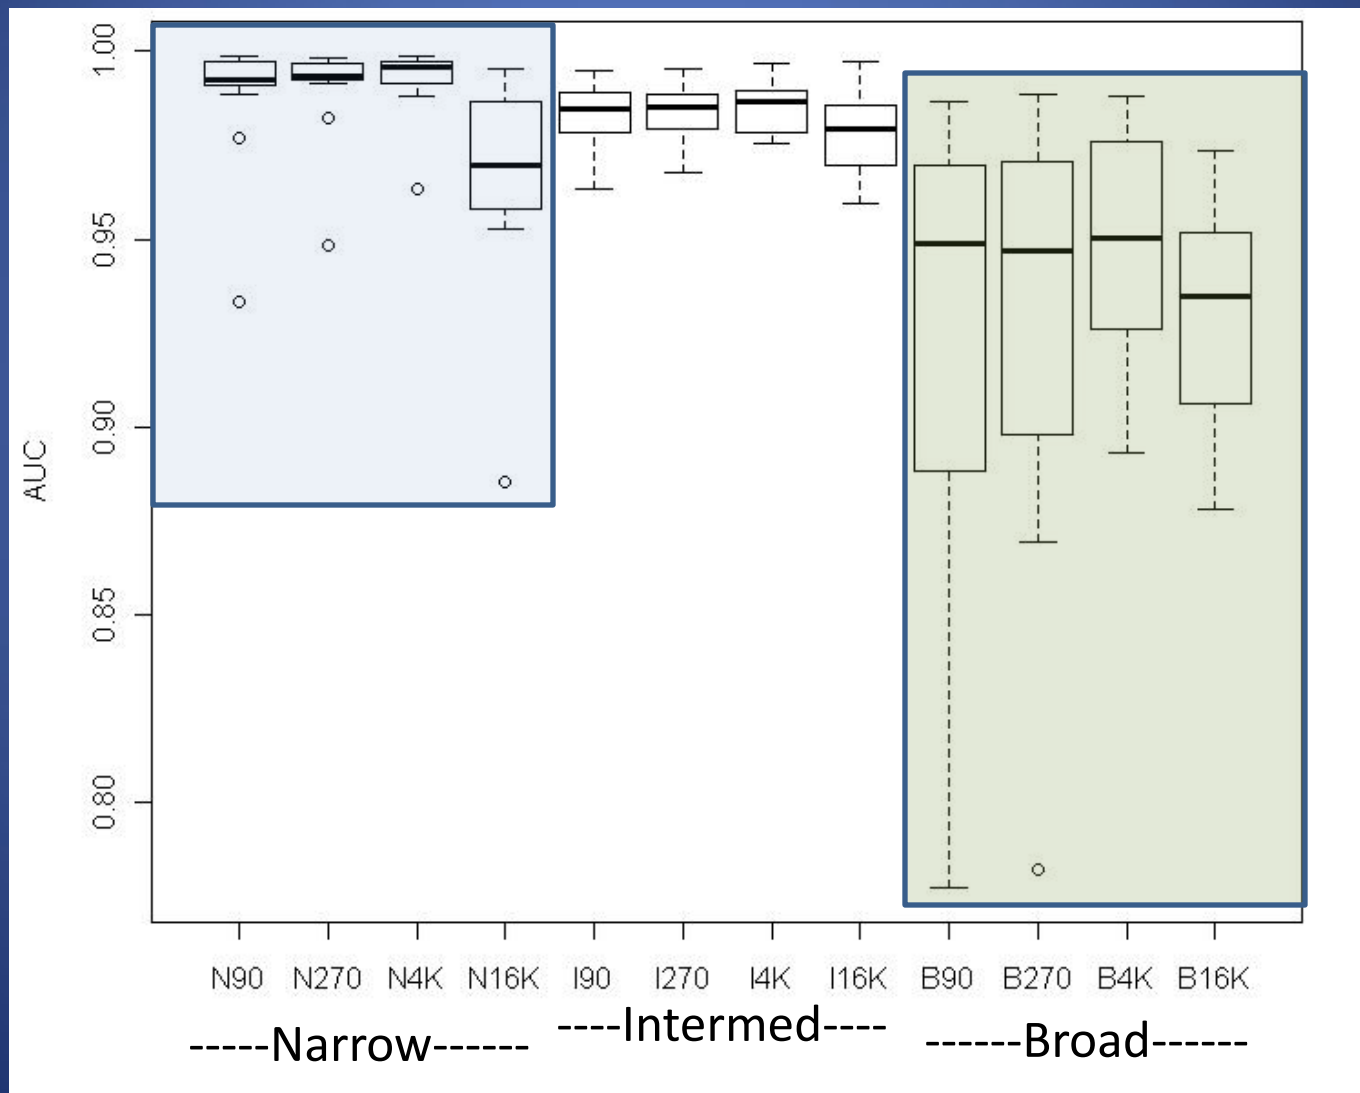 1.00
0.95
0.90
0.85
0.80
AUC
N90 N270 N4K N16K I90 I270 I4K I16K B90 B270 B4K B16K
-----Narrow------ ----Intermed---- ------Broad------